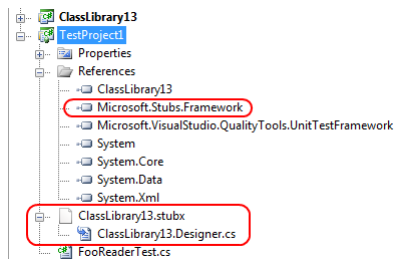 ClassLibrary13
TestProject1
Properties
References
ClassLibrary13
Microsoft.Stubs.Framework
Microsoft.VisualStudio.QualityTools.UnitTestFramework
System
System.Core
System.Data
System.Xml
ClassLibrary13.stubx
ClassLibrary13.Designer.cs
FooReaderTest.cs